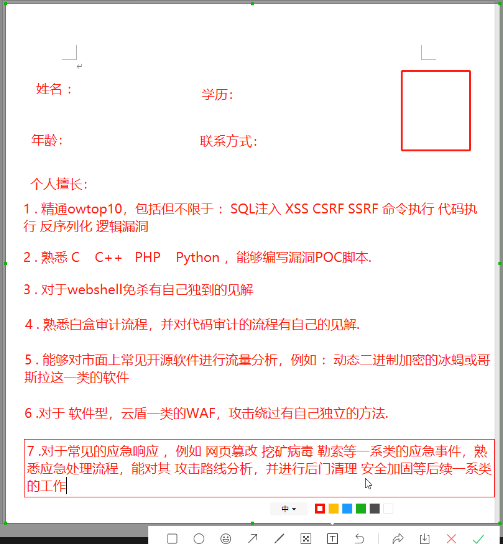 姓名： 学历：
年龄： 联系方式：
个人擅长：
1 . 精通owtop10，包括但不限于： SQL注入 XSS CSRF SSRF 命令执行 代码执
行 反序列化 逻辑漏洞
2 . 熟悉 C C++ PHP Python ，能够编写漏洞POC脚本.
3 . 对于webshell免杀有自己独到的见解
4 . 熟悉白盒审计流程，并对代码审计的流程有自己的见解.
5 . 能够对市面上常见开源软件进行流量分析，例如： 动态二进制加密的冰蝎或哥
斯拉这一类的软件
6 .对于 软件型，云盾一类的WAF，攻击绕过有自己独立的方法.
7 .对于常见的应急响应 ，例如 网页篡改 挖矿病毒 勒索等一系类的应急事件，熟
悉应急处理流程，能对其 攻击路线分析，并进行后门清理 安全加固等后续一系类
的工作
中